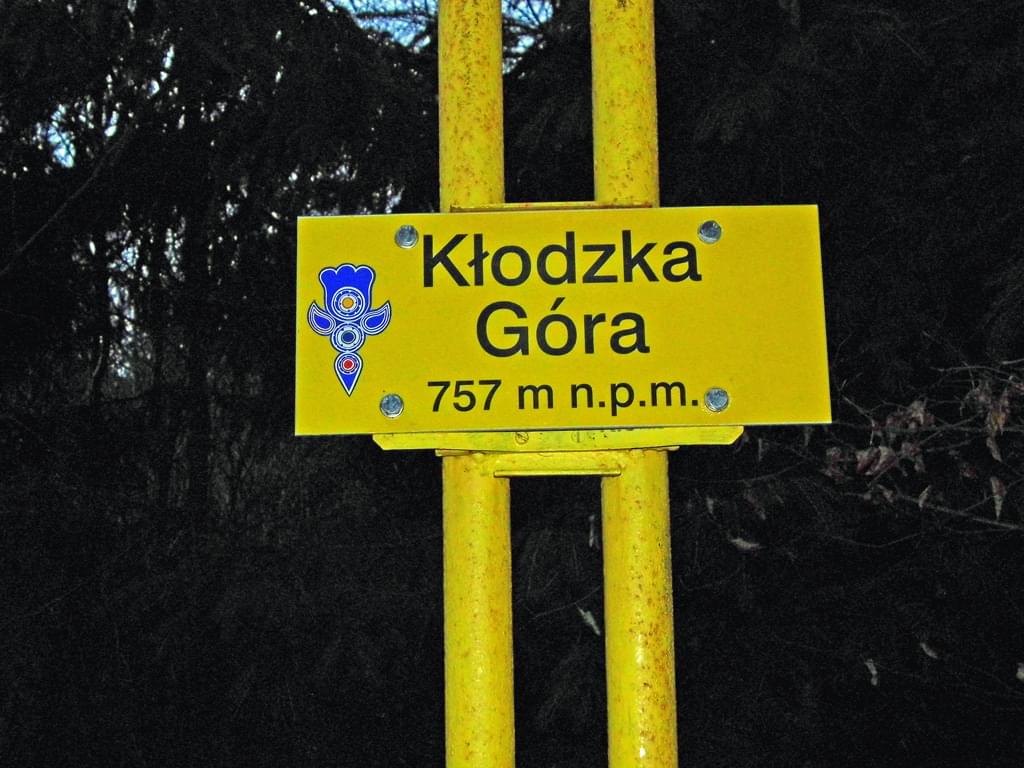 Kłodzka
Góra
757 m n.p.m.